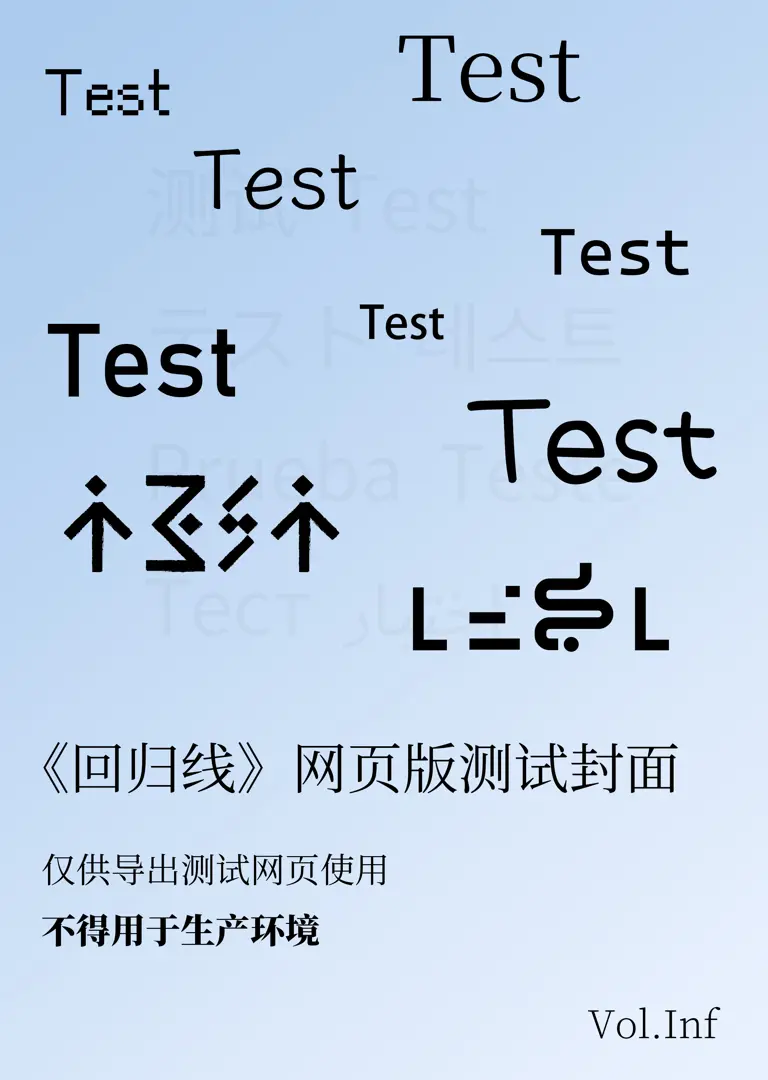 Test
Test
Test
测试 Test
Test
Test
テスト 테스트
Test
Test
Prueba Teste
Тест اختبار
《回归线》网页版测试封面
仅供导出测试网页使用
不得用于生产环境
Vol.Inf